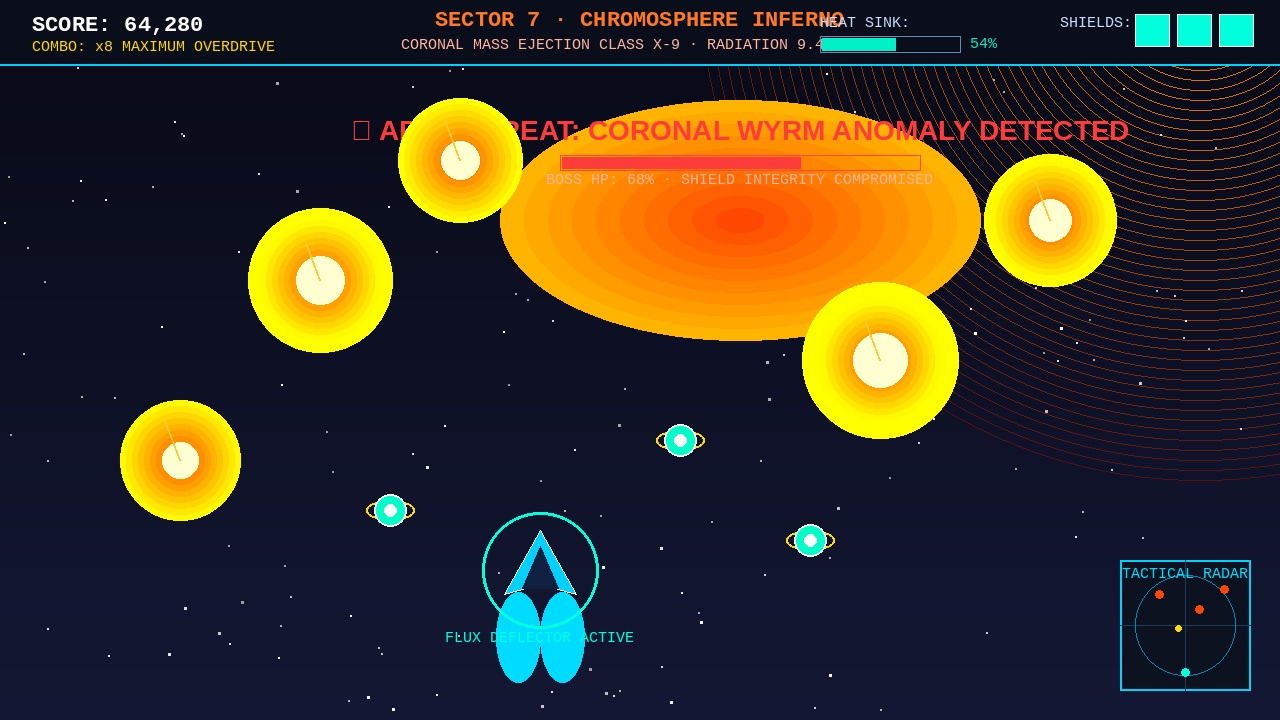 SCORE: 64,280
COMBO: x8 MAXIMUM OVERDRIVE
SECTOR 7 · CHROMOSPHERE INFERNO
CORONAL MASS EJECTION CLASS X-9 · RADIATION 9.4
HEAT SINK:
54%
SHIELDS:
CORONAL WYRM ANOMALY DETECTED
BOSS HP: 68% · SHIELD INTEGRITY COMPROMISED
FLUX DEFLECTOR ACTIVE
TACTICAL RADAR